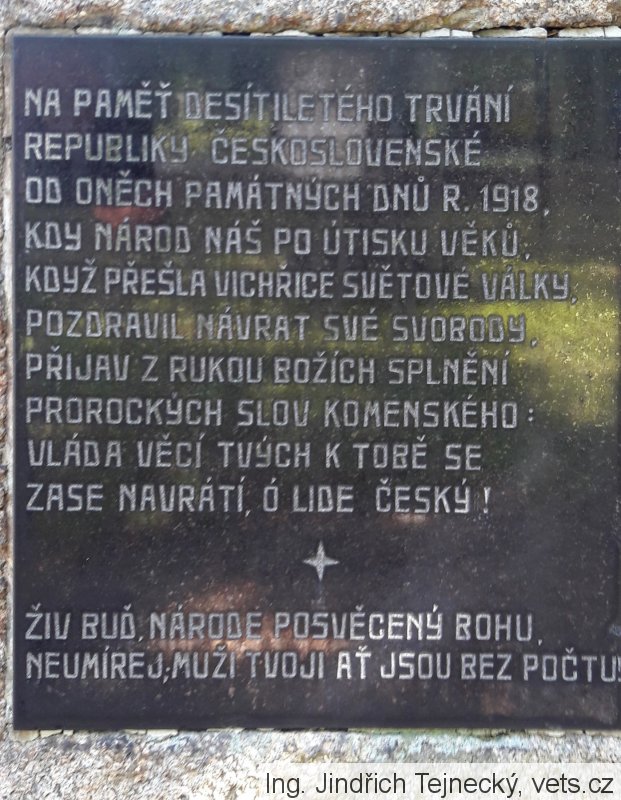 NA PAMĚŤ DESÍTILETÉHO TRVÁNÍ
REPUBLIKY ČESKOSLOVENSKÉ
OD ONĚCH PAMÁTNÝCH DNŮ R. 1918,
KDY NÁROD NÁŠ PO ÚTISKU VĚKŮ,
KDYŽ PŘEŠLA VICHŘICE SVĚTOVÉ VÁLKY,
POZDRAVIL NÁVRAT SVÉ SVOBODY,
PŘIJAV Z RUKOU BOŽÍCH SPLNĚNÍ
PROROCKÝCH SLOV KOMENSKÉHO:
VLÁDA VĚCÍ TVÝCH K TOBĚ SE
ZASE NAVRÁTÍ, Ó LIDE ČESKÝ!
ŽIV BUĎ, NÁRODE POSVĚCENÝ BOHU,
NEUMÍREJ; MUŽI TVOJI AŤ JSOU BEZ POČTU!
Ing. Jindřich Tejnecký, vets.cz